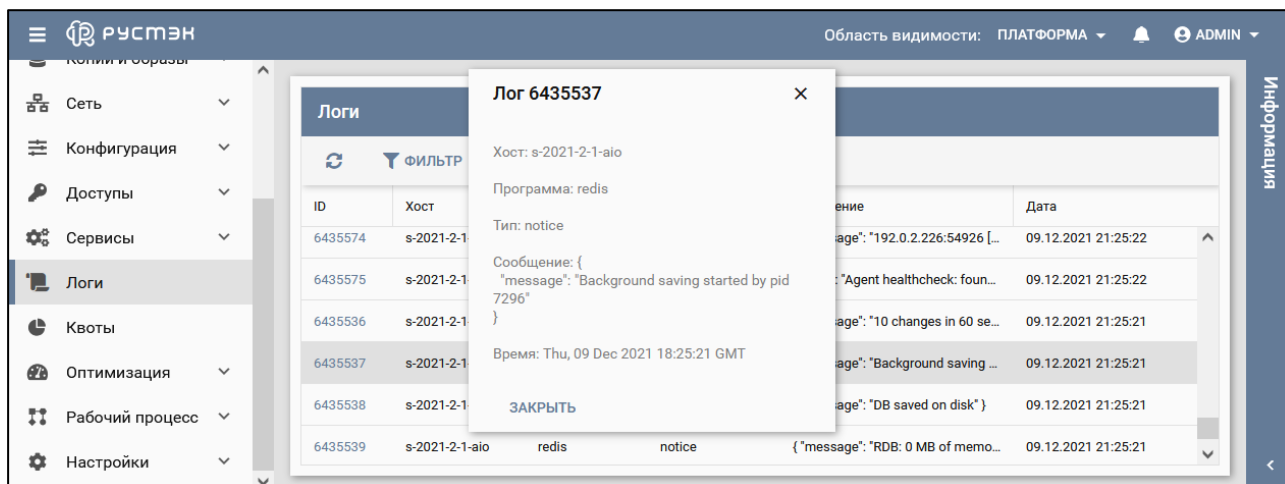 РУСТЭК
Область видимости: ПЛАТФОРМА
ADMIN
Копии и образы
Сеть
Конфигурация
Доступы
Сервисы
Логи
Квоты
Оптимизация
Рабочий процесс
Настройки
Логи
ФИЛЬТР
ID Хост ение Дата
6435574 s-2021-2-1- age": "192.0.2.226:54926 [... 09.12.2021 21:25:22
6435575 s-2021-2-1- : "Agent healthcheck: foun... 09.12.2021 21:25:22
6435536 s-2021-2-1- age": "10 changes in 60 se... 09.12.2021 21:25:21
6435537 s-2021-2-1- age": "Background saving ... 09.12.2021 21:25:21
6435538 s-2021-2-1- age": "DB saved on disk" } 09.12.2021 21:25:21
6435539 s-2021-2-1-aio redis notice { "message": "RDB: 0 MB of memo... 09.12.2021 21:25:21
Лог 6435537
Хост: s-2021-2-1-aio
Программа: redis
Тип: notice
Сообщение: {
"message": "Background saving started by pid
7296"
}
Время: Thu, 09 Dec 2021 18:25:21 GMT
ЗАКРЫТЬ
Информация